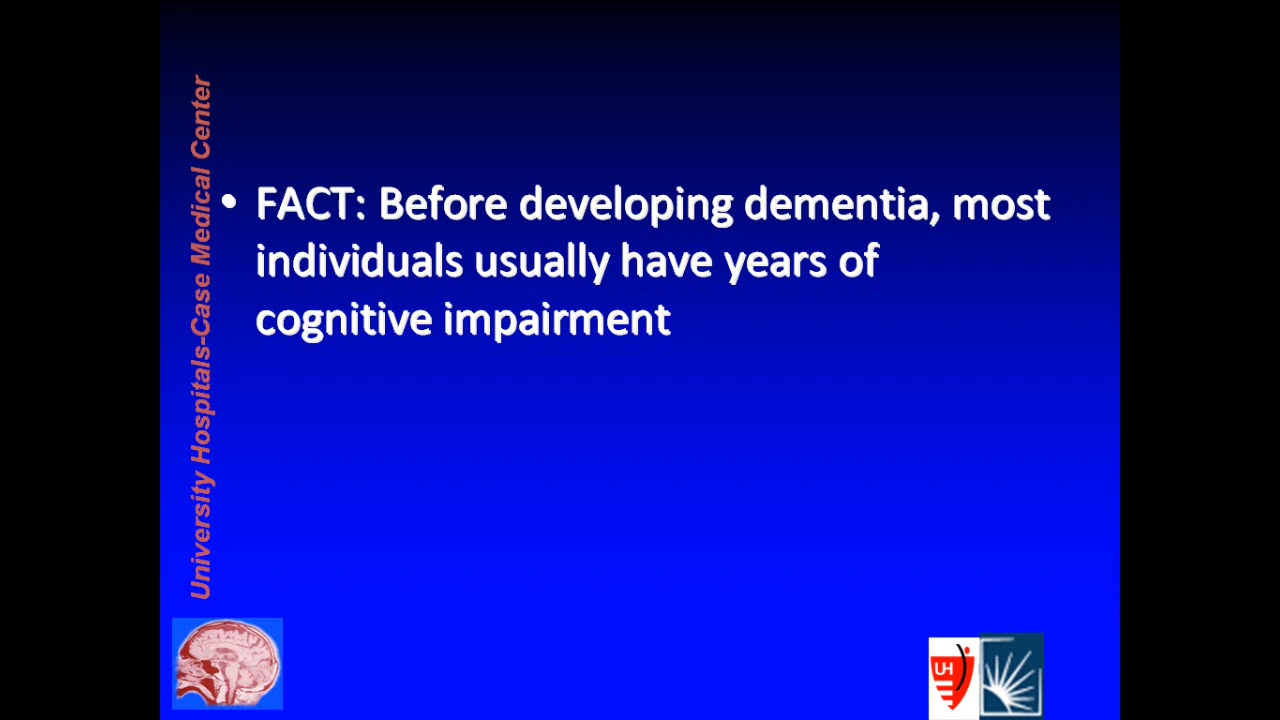 University Hospitals-Case Medical Center
• FACT: Before developing dementia, most
individuals usually have years of
cognitive impairment
UH